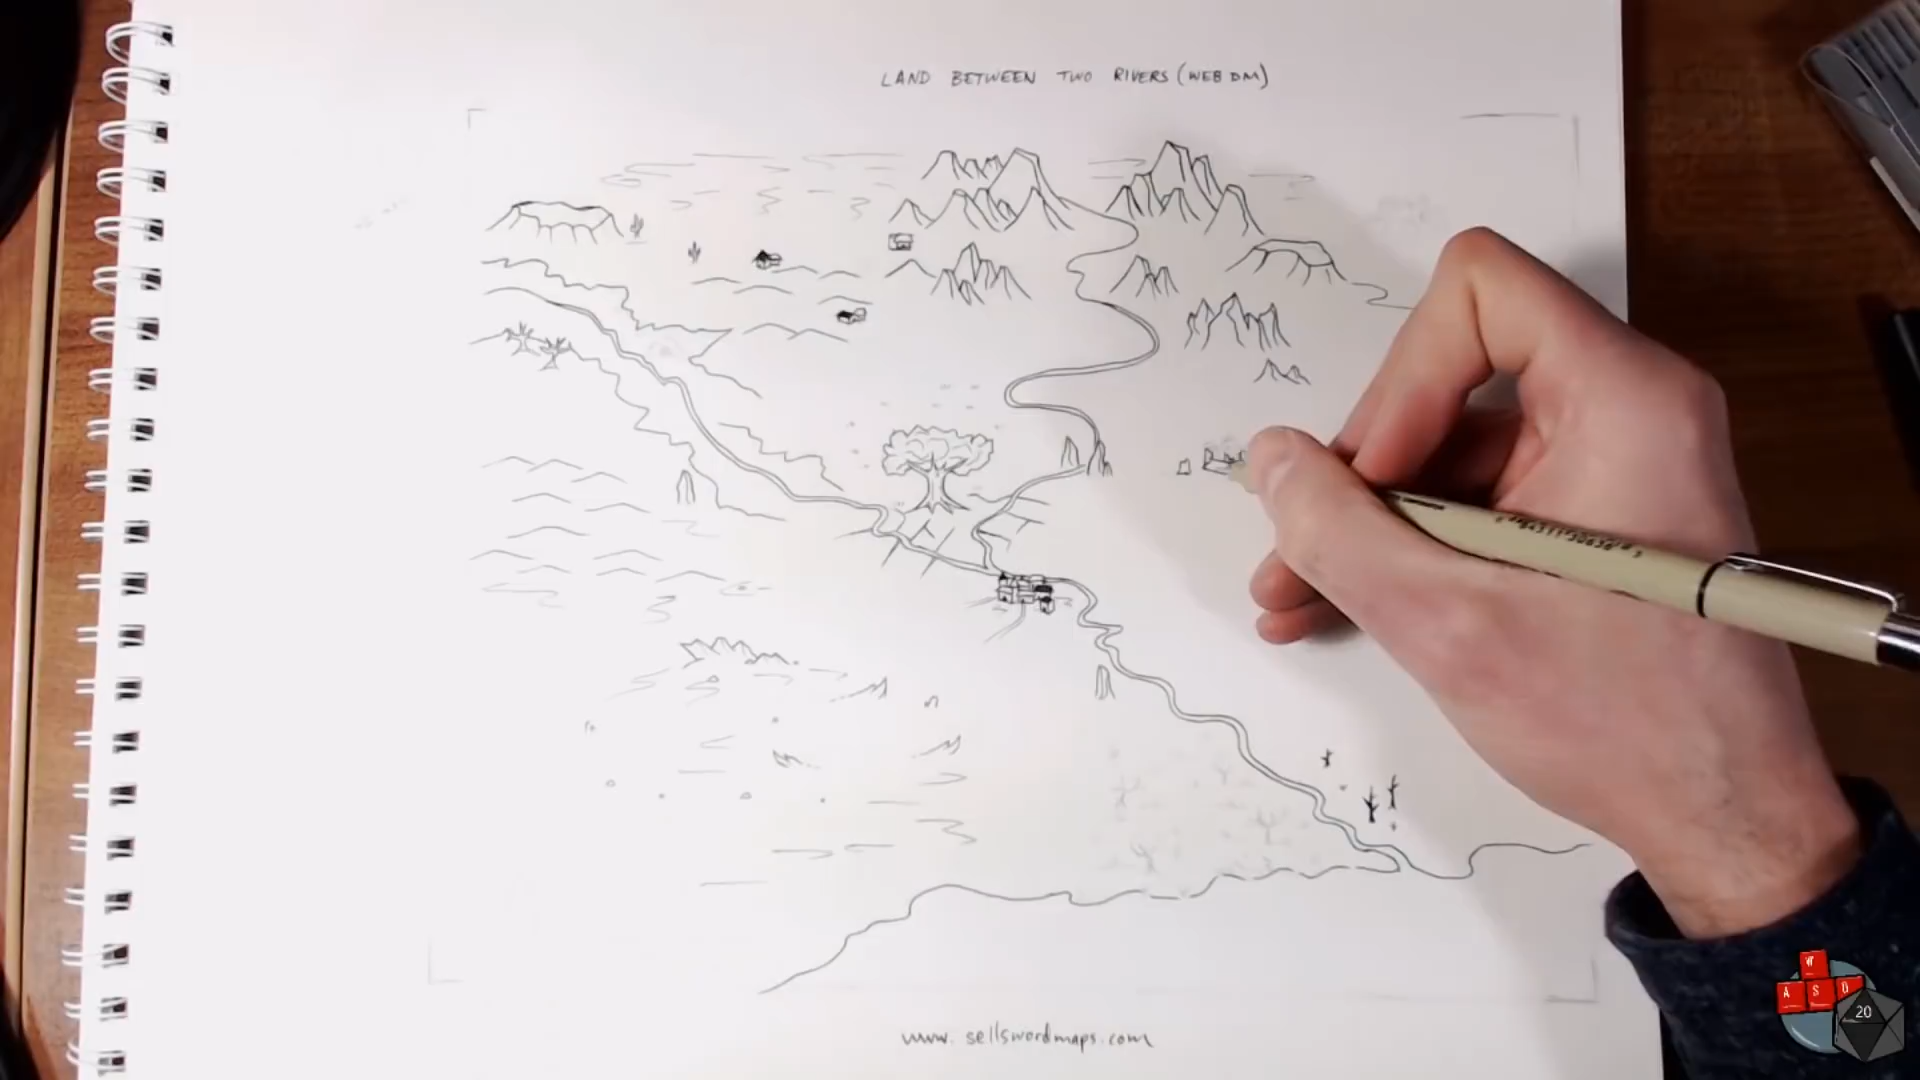 LAND BETWEEN TWO RIVERS (WEB DM)
www.sellswordmaps.com
W
A S D
20